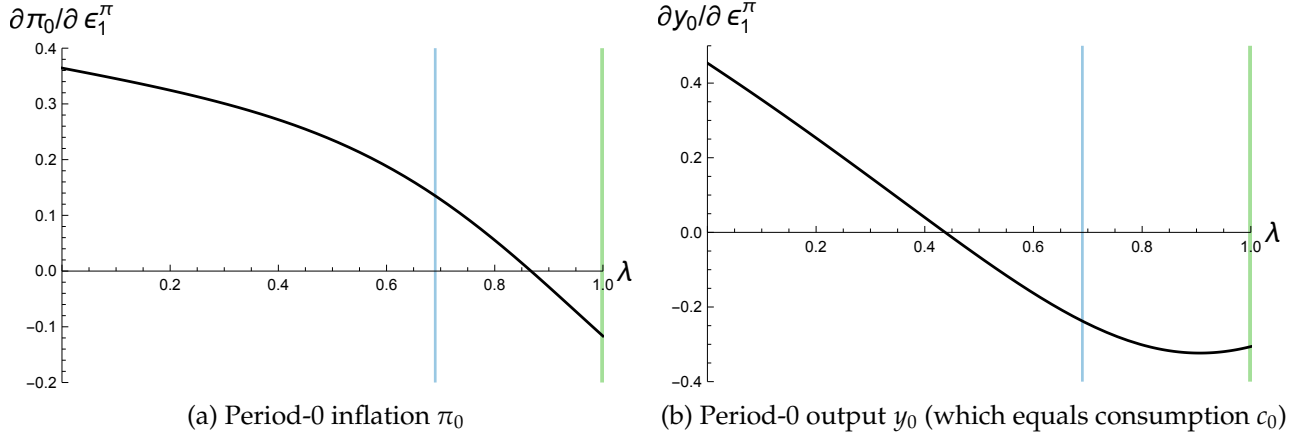 ∂π₀/∂ϵ₁^π
0.4
0.3
0.2
0.1
0.0
−0.1
−0.2
0.2 0.4 0.6 0.8 1.0 λ
(a) Period-0 inflation π₀
∂y₀/∂ϵ₁^π
0.4
0.2
0.0
−0.2
−0.4
0.2 0.4 0.6 0.8 1.0 λ
(b) Period-0 output y₀ (which equals consumption c₀)